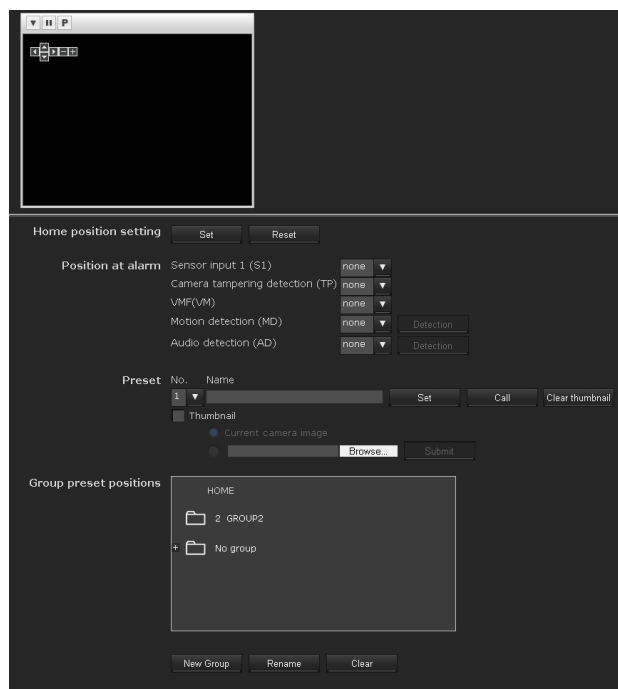 P
Home position setting Set Reset
Position at alarm Sensor input 1 (S1) none
Camera tampering detection (TP) none
VMF(VM) none
Motion detection (MD) none Detection
Audio detection (AD) none Detection
Preset No. Name
1 Set Call Clear thumbnail
Thumbnail
Current camera image
Browse... Submit
Group preset positions
HOME
2 GROUP2
+ No group
New Group Rename Clear